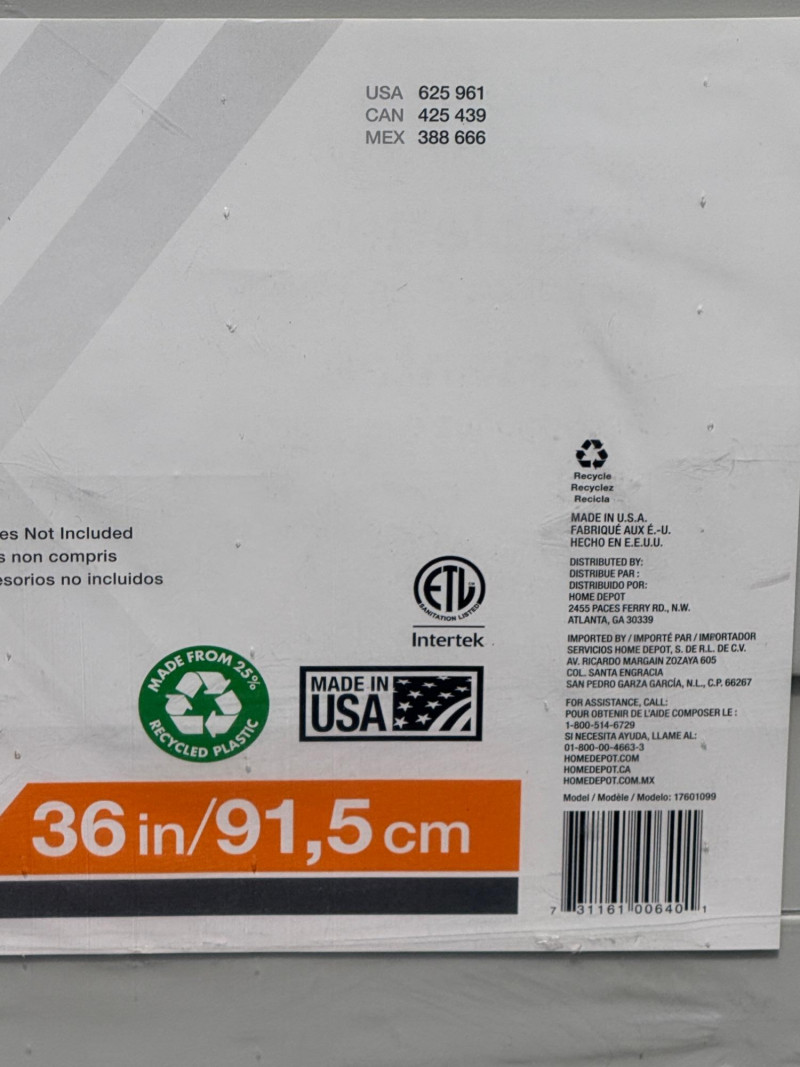 USA 625 961
CAN 425 439
MEX 388 666
es Not Included
s non compris
esorios no incluidos
ETL
SANITATION LISTED
Intertek
MADE FROM 25%
RECYCLED PLASTIC
MADE IN
USA
36 in/91,5 cm
Recycle
Recyclez
Recicla
MADE IN U.S.A.
FABRIQUÉ AUX É.-U.
HECHO EN E.E.U.U.
DISTRIBUTED BY:
DISTRIBUE PAR :
DISTRIBUIDO POR:
HOME DEPOT
2455 PACES FERRY RD., N.W.
ATLANTA, GA 30339
IMPORTED BY / IMPORTÉ PAR / IMPORTADOR
SERVICIOS HOME DEPOT, S. DE R.L. DE C.V.
AV. RICARDO MARGAIN ZOZAYA 605
COL. SANTA ENGRACIA
SAN PEDRO GARZA GARCÍA, N.L., C.P. 66267
FOR ASSISTANCE, CALL:
POUR OBTENIR DE L'AIDE COMPOSER LE :
1-800-514-6729
SI NECESITA AYUDA, LLAME AL:
01-800-00-4663-3
HOMEDEPOT.COM
HOMEDEPOT.CA
HOMEDEPOT.COM.MX
Model / Modèle / Modelo: 17601099
7 31161 00640 1